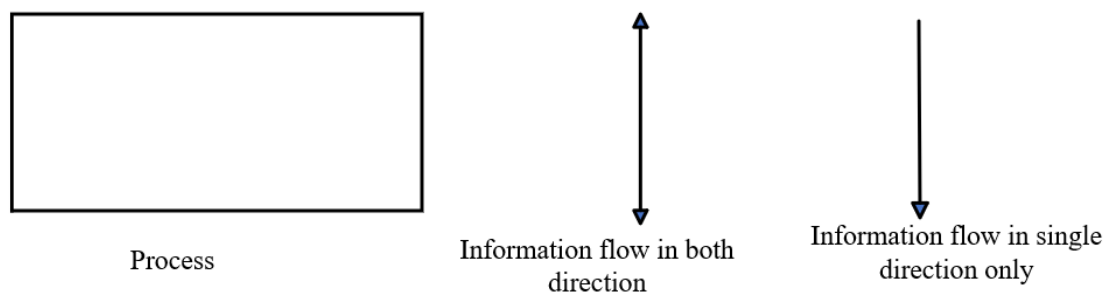 Process
Information flow in both
direction
Information flow in single
direction only